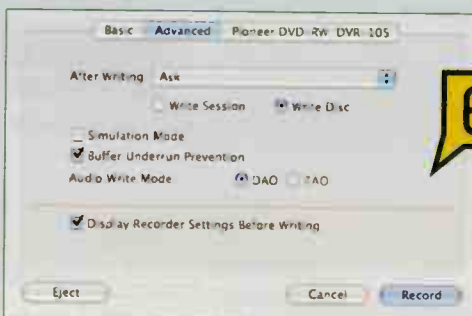 Basic Advanced Pioneer DVD-RW DVR-105
After Writing Ask
Write Session Write Disc
Simulation Mode
Buffer Underrun Prevention
Audio Write Mode DAO TAO
Display Recorder Settings Before Writing
Eject Cancel Record
6